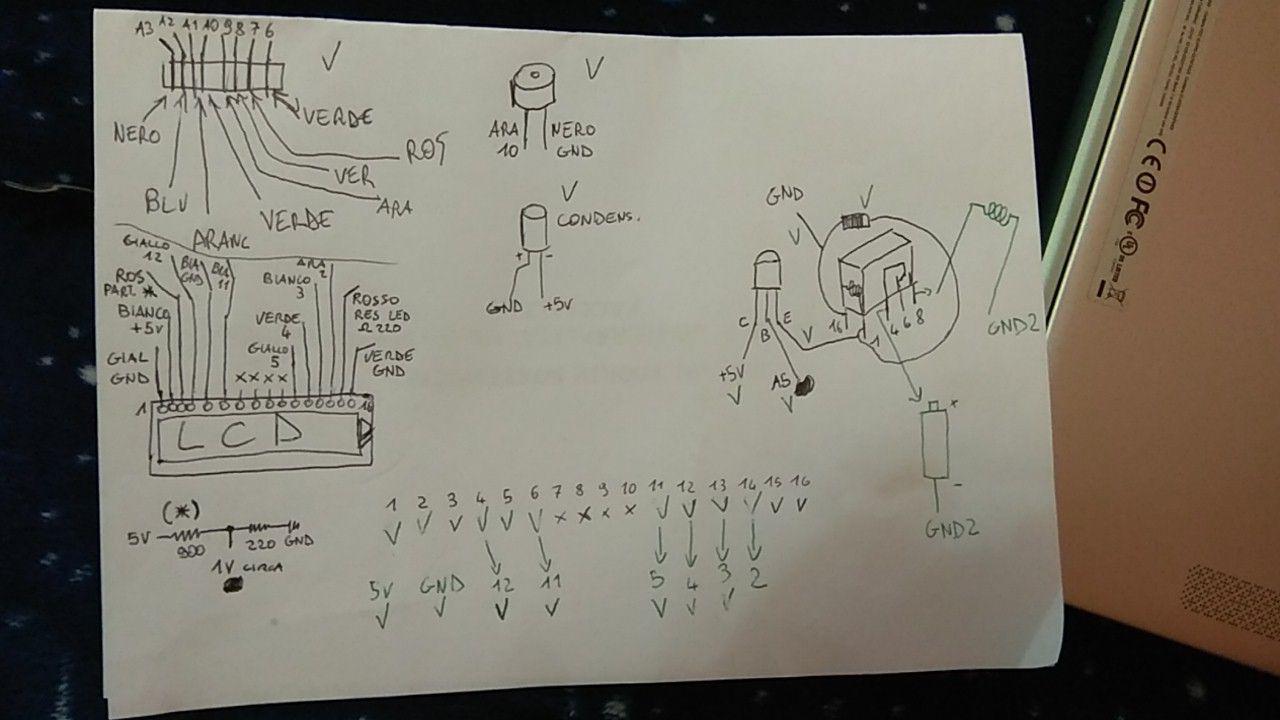 A3 A2 A1 10 9 8 7 6
V
NERO
VERDE
ROS
VER
BLU
VERDE
ARA
ARANC
ARA 10
NERO GND
V
V
CONDENS.
+ -
GND +5V
GIALLO 12
ROS PART. *
BIANCO +5V
GIAL GND
BLU 11
BIANCO 3
ARA 2
VERDE 4
GIALLO 5
ROSSO RES LED Ω 220
VERDE GND
x x x x
1 16
LCD
GND
V
V
C B E
V
16 1 4 6 8
+5V
V
A5
V
GND2
+
-
GND2
(*)
5V 900 220 GND
1V CIRCA
1 2 3 4 5 6 7 8 9 10 11 12 13 14 15 16
V V V V V V x x x x V V V V V V
5V GND 12 11 5 4 3 2
V V V V V V V
CE FC